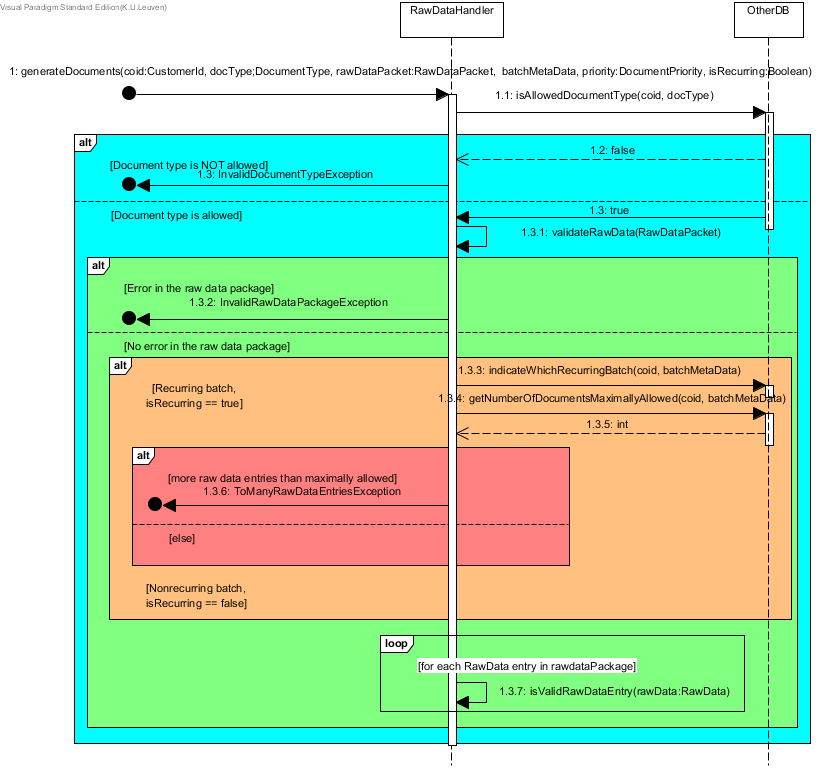 Visual Paradigm Standard Edition(K.U.Leuven)
RawDataHandler
OtherDB
1: generateDocuments(coid:CustomerId, docType;DocumentType, rawDataPacket:RawDataPacket, batchMetaData, priority:DocumentPriority, isRecurring:Boolean)
1.1: isAllowedDocumentType(coid, docType)
alt
1.2: false
[Document type is NOT allowed]
1.3: InvalidDocumentTypeException
[Document type is allowed]
1.3: true
1.3.1: validateRawData(RawDataPacket)
alt
[Error in the raw data package]
1.3.2: InvalidRawDataPackageException
[No error in the raw data package]
alt
1.3.3: indicateWhichRecurringBatch(coid, batchMetaData)
[Recurring batch,
isRecurring == true]
1.3.4: getNumberOfDocumentsMaximallyAllowed(coid, batchMetaData)
1.3.5: int
alt
[more raw data entries than maximally allowed]
1.3.6: ToManyRawDataEntriesException
[else]
[Nonrecurring batch,
isRecurring == false]
loop
[for each RawData entry in rawdataPackage]
1.3.7: isValidRawDataEntry(rawData:RawData)